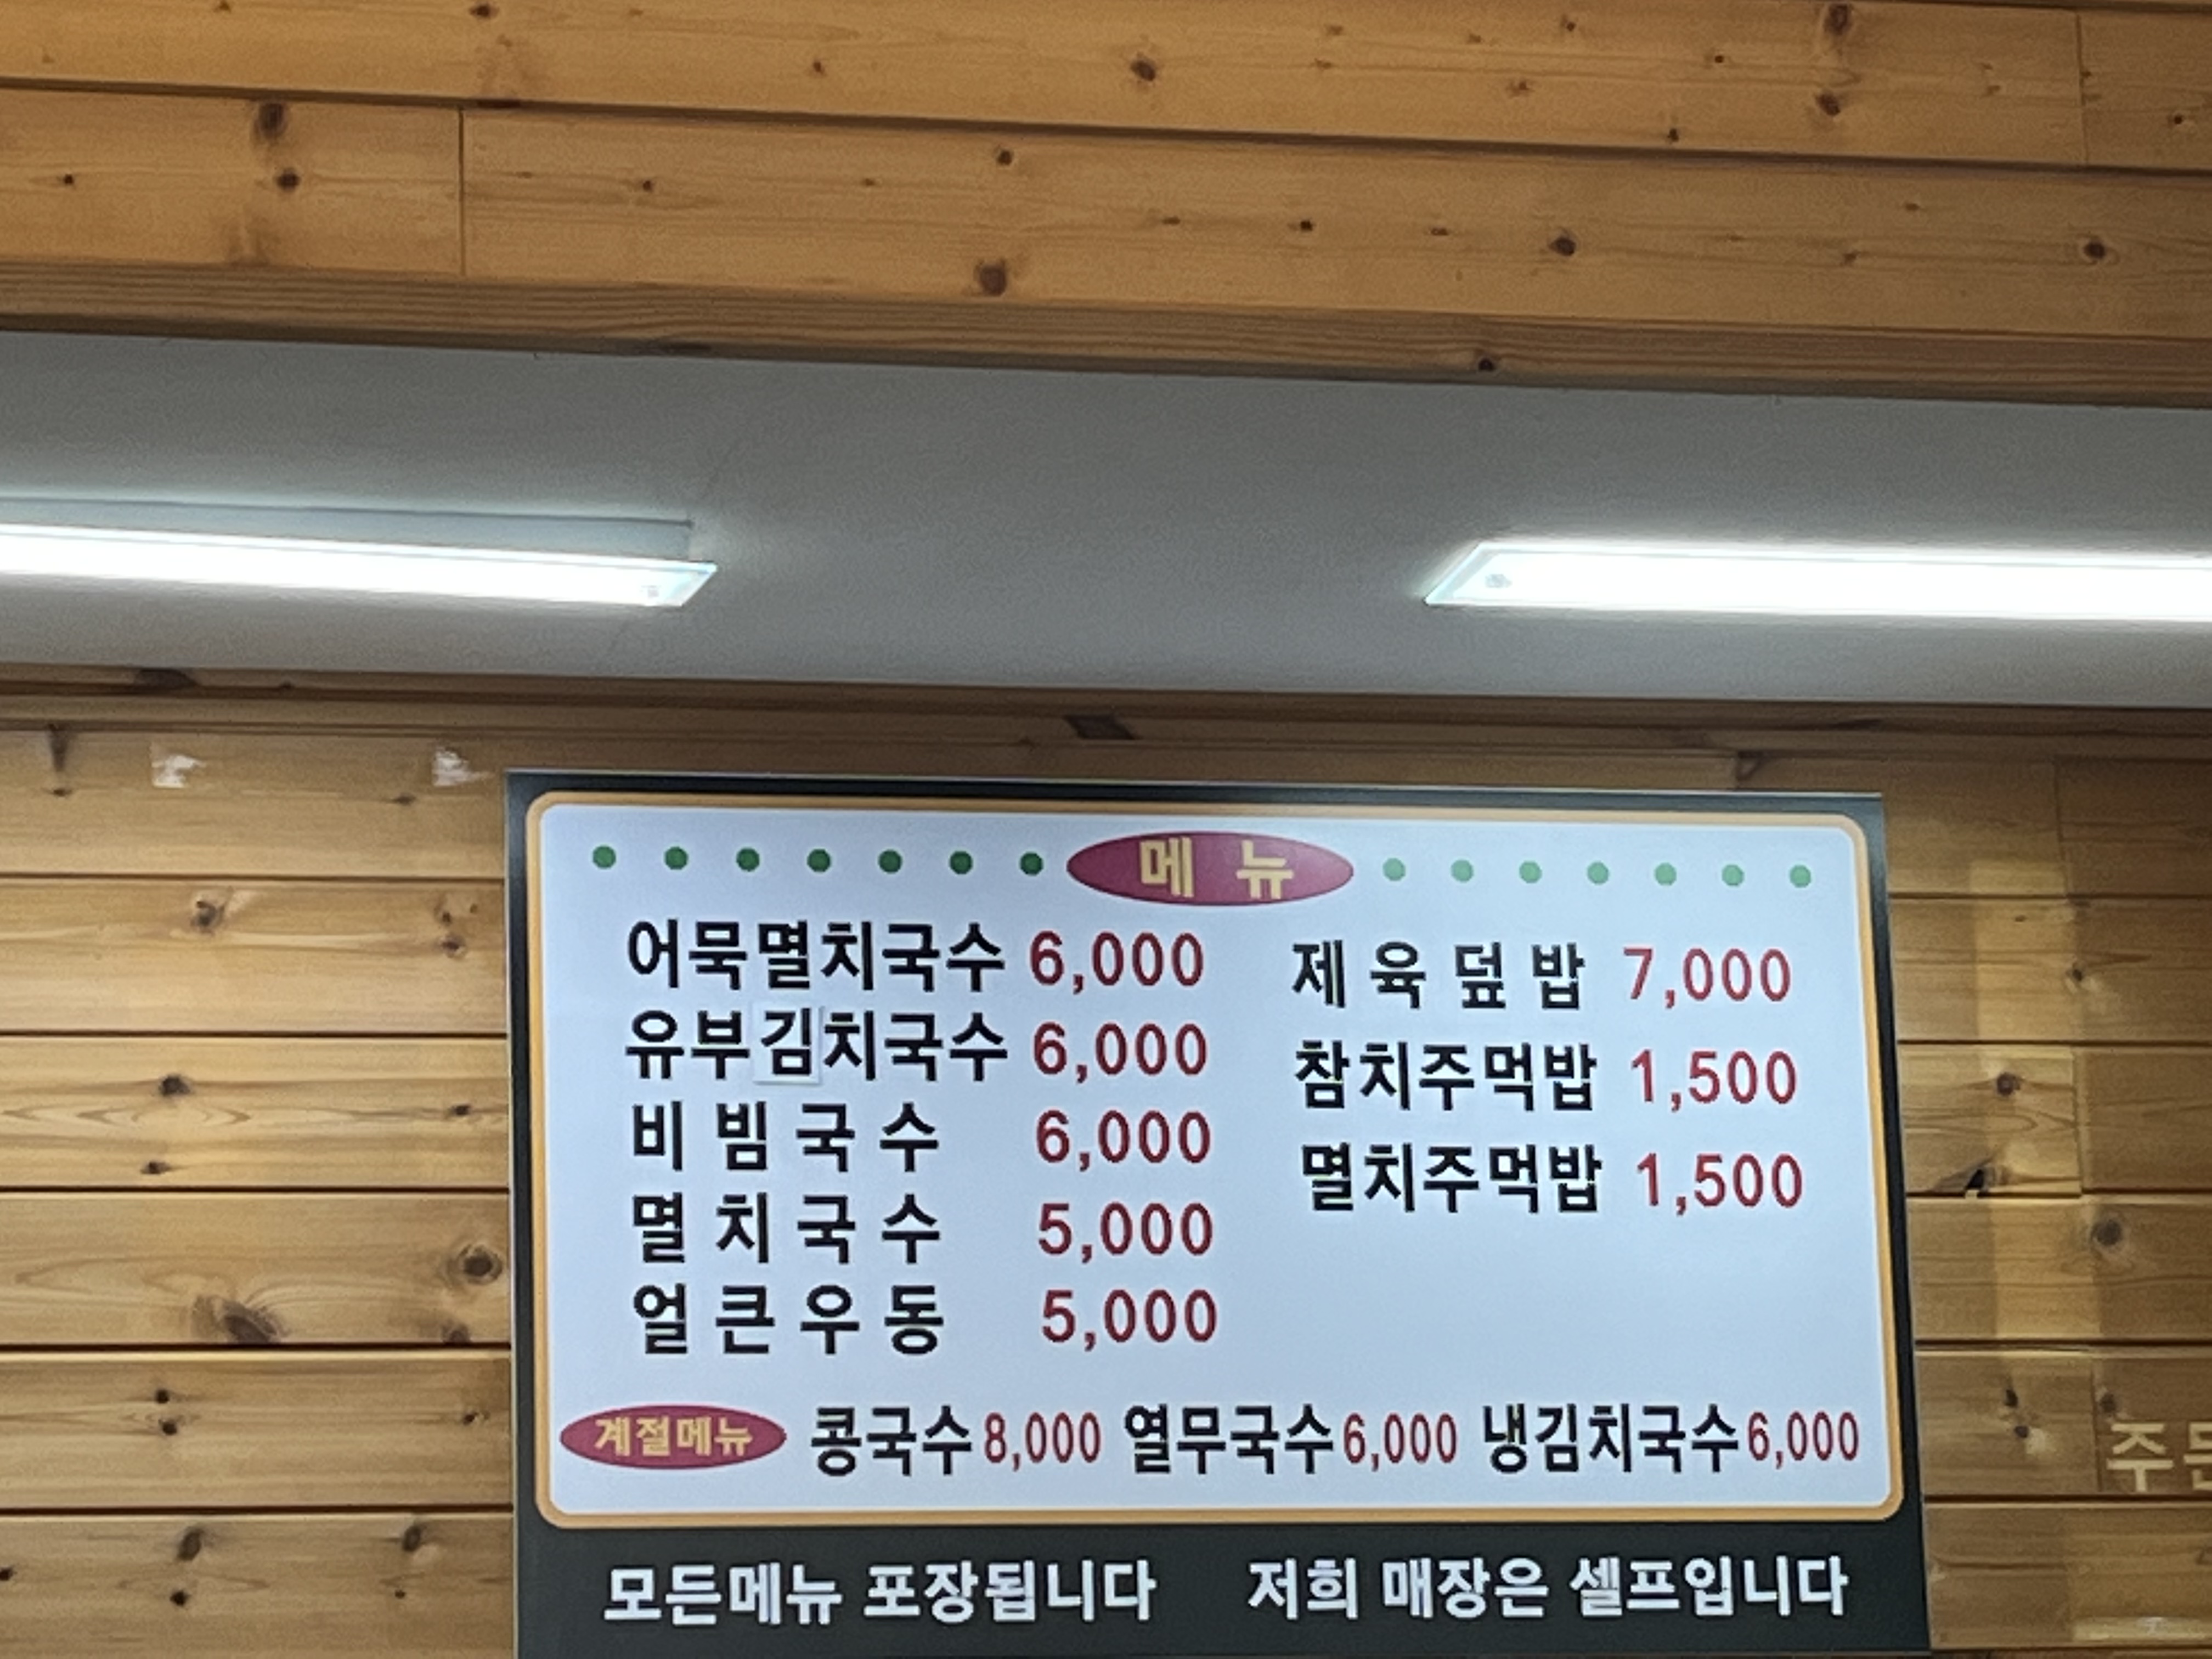 메뉴
어묵멸치국수 6,000
유부김치국수 6,000
비빔국수 6,000
멸치국수 5,000
얼큰우동 5,000
제육덮밥 7,000
참치주먹밥 1,500
멸치주먹밥 1,500
계절메뉴 콩국수 8,000 열무국수 6,000 냉김치국수 6,000
모든메뉴 포장됩니다 저희 매장은 셀프입니다